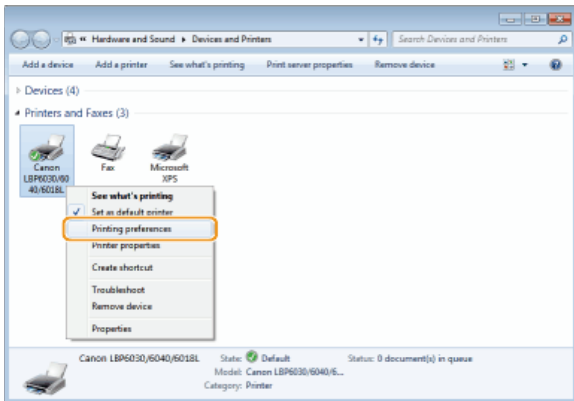 « Hardware and Sound ▸ Devices and Printers
Search Devices and Printers
Add a device Add a printer See what's printing Print server properties Remove device
Devices (4)
Printers and Faxes (3)
Canon
LBP6030/60
40/6018L
Fax
Microsoft
XPS
See what's printing
Set as default printer
Printing preferences
Printer properties
Create shortcut
Troubleshoot
Remove device
Properties
Canon LBP6030/6040/6018L State: Default Status: 0 document(s) in queue
Model: Canon LBP6030/6040/6...
Category: Printer